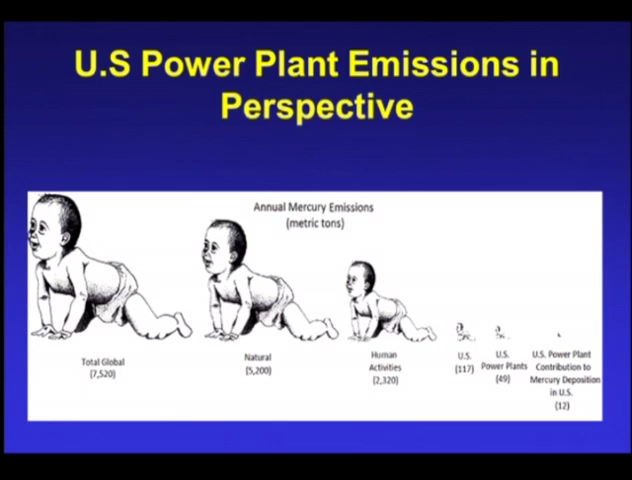 U.S Power Plant Emissions in
Perspective
Annual Mercury Emissions
(metric tons)
Total Global
(7,520)
Natural
(5,200)
Human
Activities
(2,320)
U.S.
(117)
U.S.
Power Plants
(49)
U.S. Power Plant
Contribution to
Mercury Deposition
in U.S.
(12)